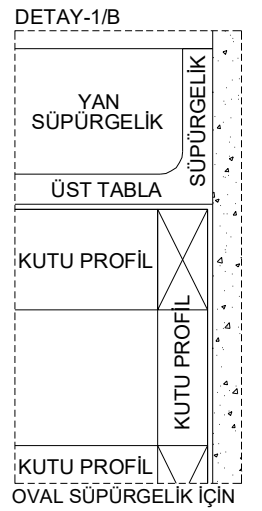 DETAY-1/B
YAN
SÜPÜRGELİK
SÜPÜRGELİK
ÜST TABLA
KUTU PROFİL
KUTU PROFİL
KUTU PROFİL
OVAL SÜPÜRGELİK İÇİN